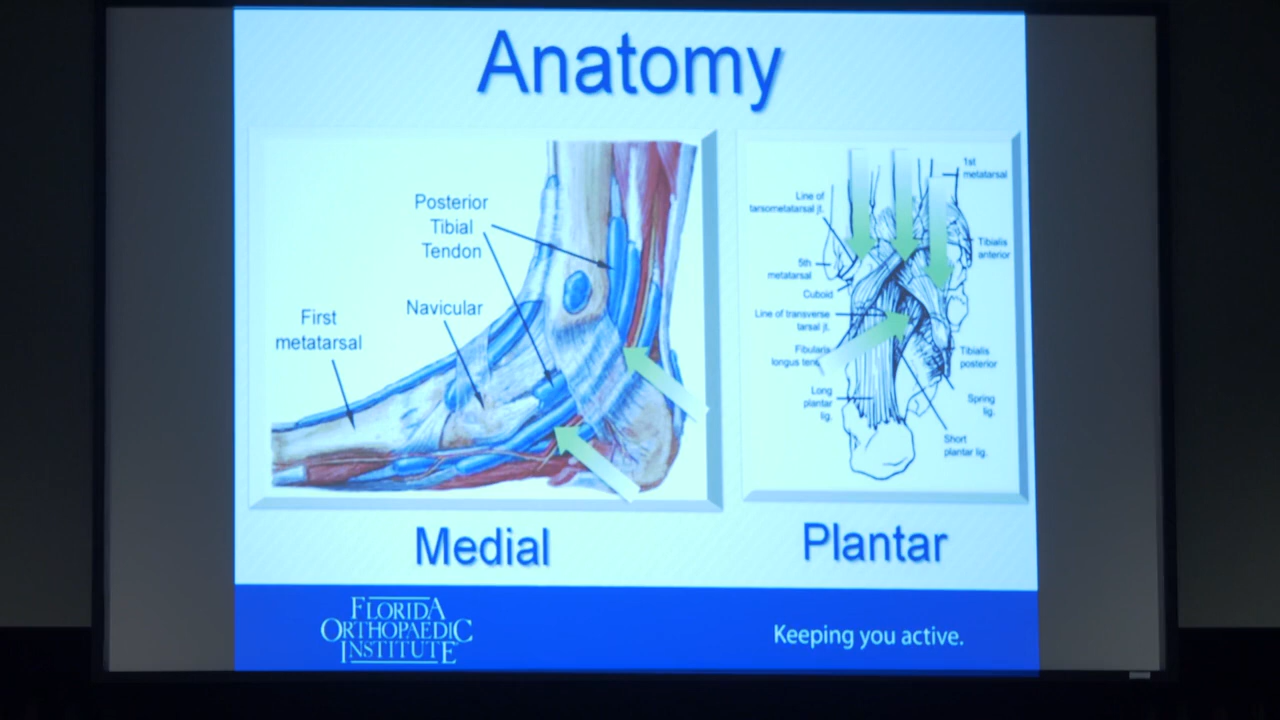 Anatomy
Posterior
Tibial
Tendon
Navicular
First
metatarsal
Medial
1st
metatarsal
Line of
tarsometatarsal jt.
Tibialis
anterior
5th
metatarsal
Cuboid
Line of transverse
tarsal jt.
Fibularis
longus
Tibialis
posterior
Long
plantar
lig.
Spring
lig.
Short
plantar lig.
Plantar
FLORIDA
ORTHOPAEDIC
INSTITUTE
Keeping you active.